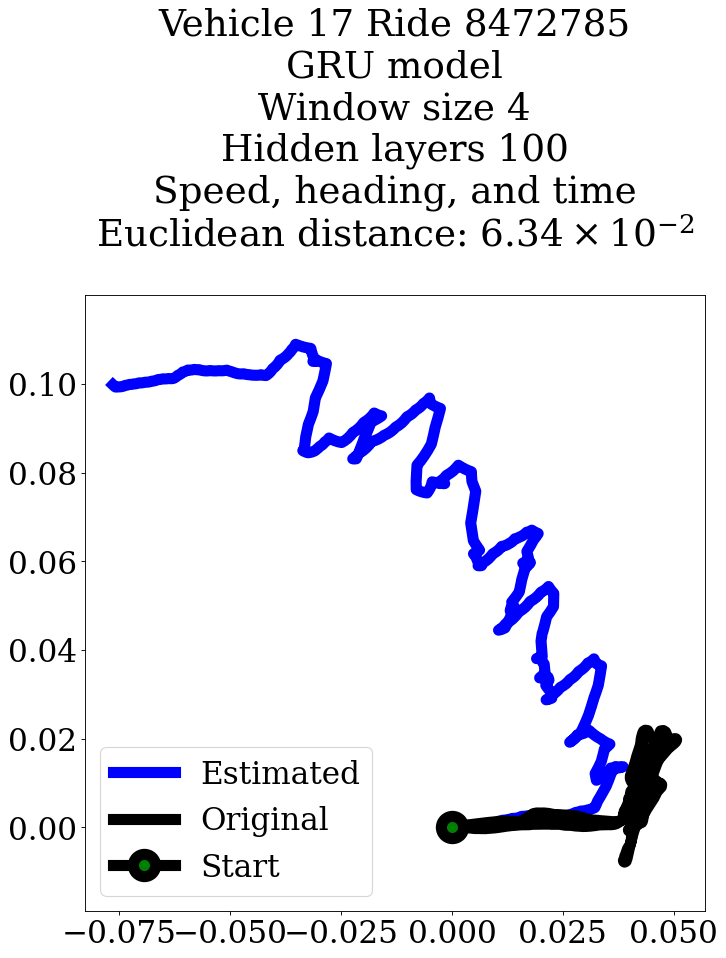 Vehicle 17 Ride 8472785
GRU model
Window size 4
Hidden layers 100
Speed, heading, and time
Euclidean distance: 6.34 × 10⁻²
0.10
0.08
0.06
0.04
0.02
0.00
Estimated
Original
Start
−0.075 −0.050 −0.025 0.000 0.025 0.050